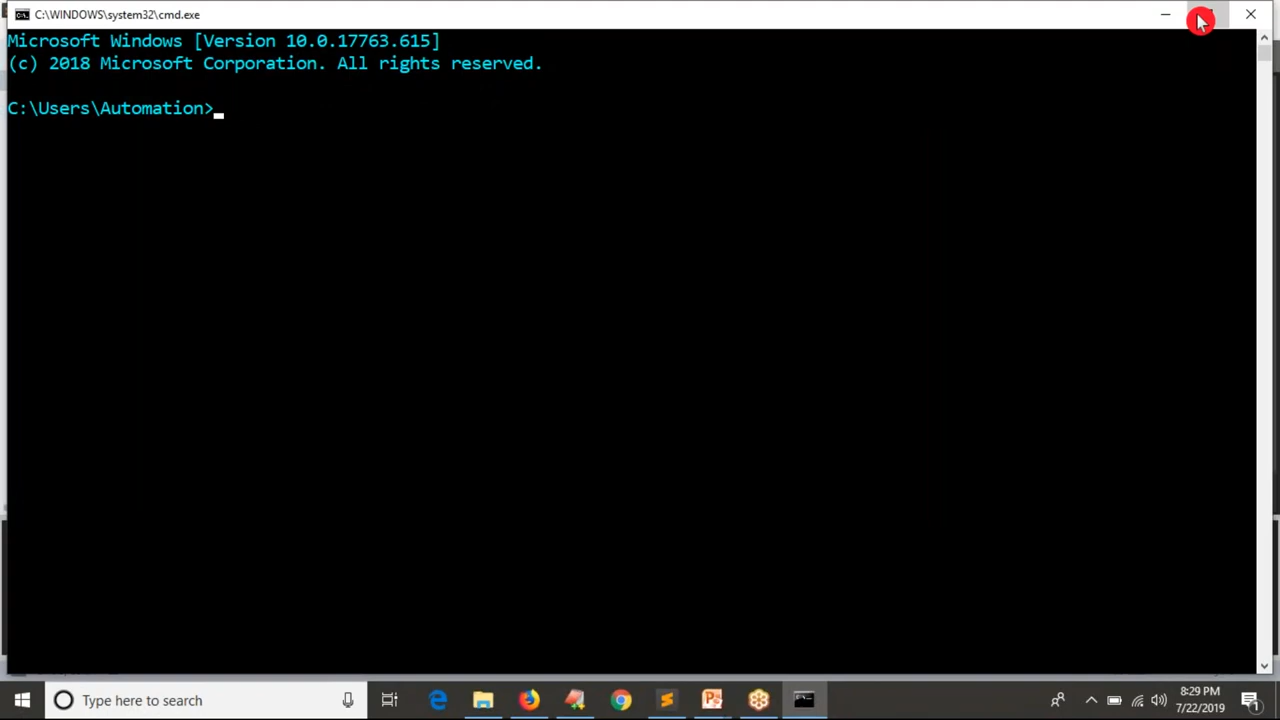 C:\WINDOWS\system32\cmd.exe
Microsoft Windows [Version 10.0.17763.615]
(c) 2018 Microsoft Corporation. All rights reserved.
C:\Users\Automation>
Type here to search
8:29 PM
7/22/2019
1